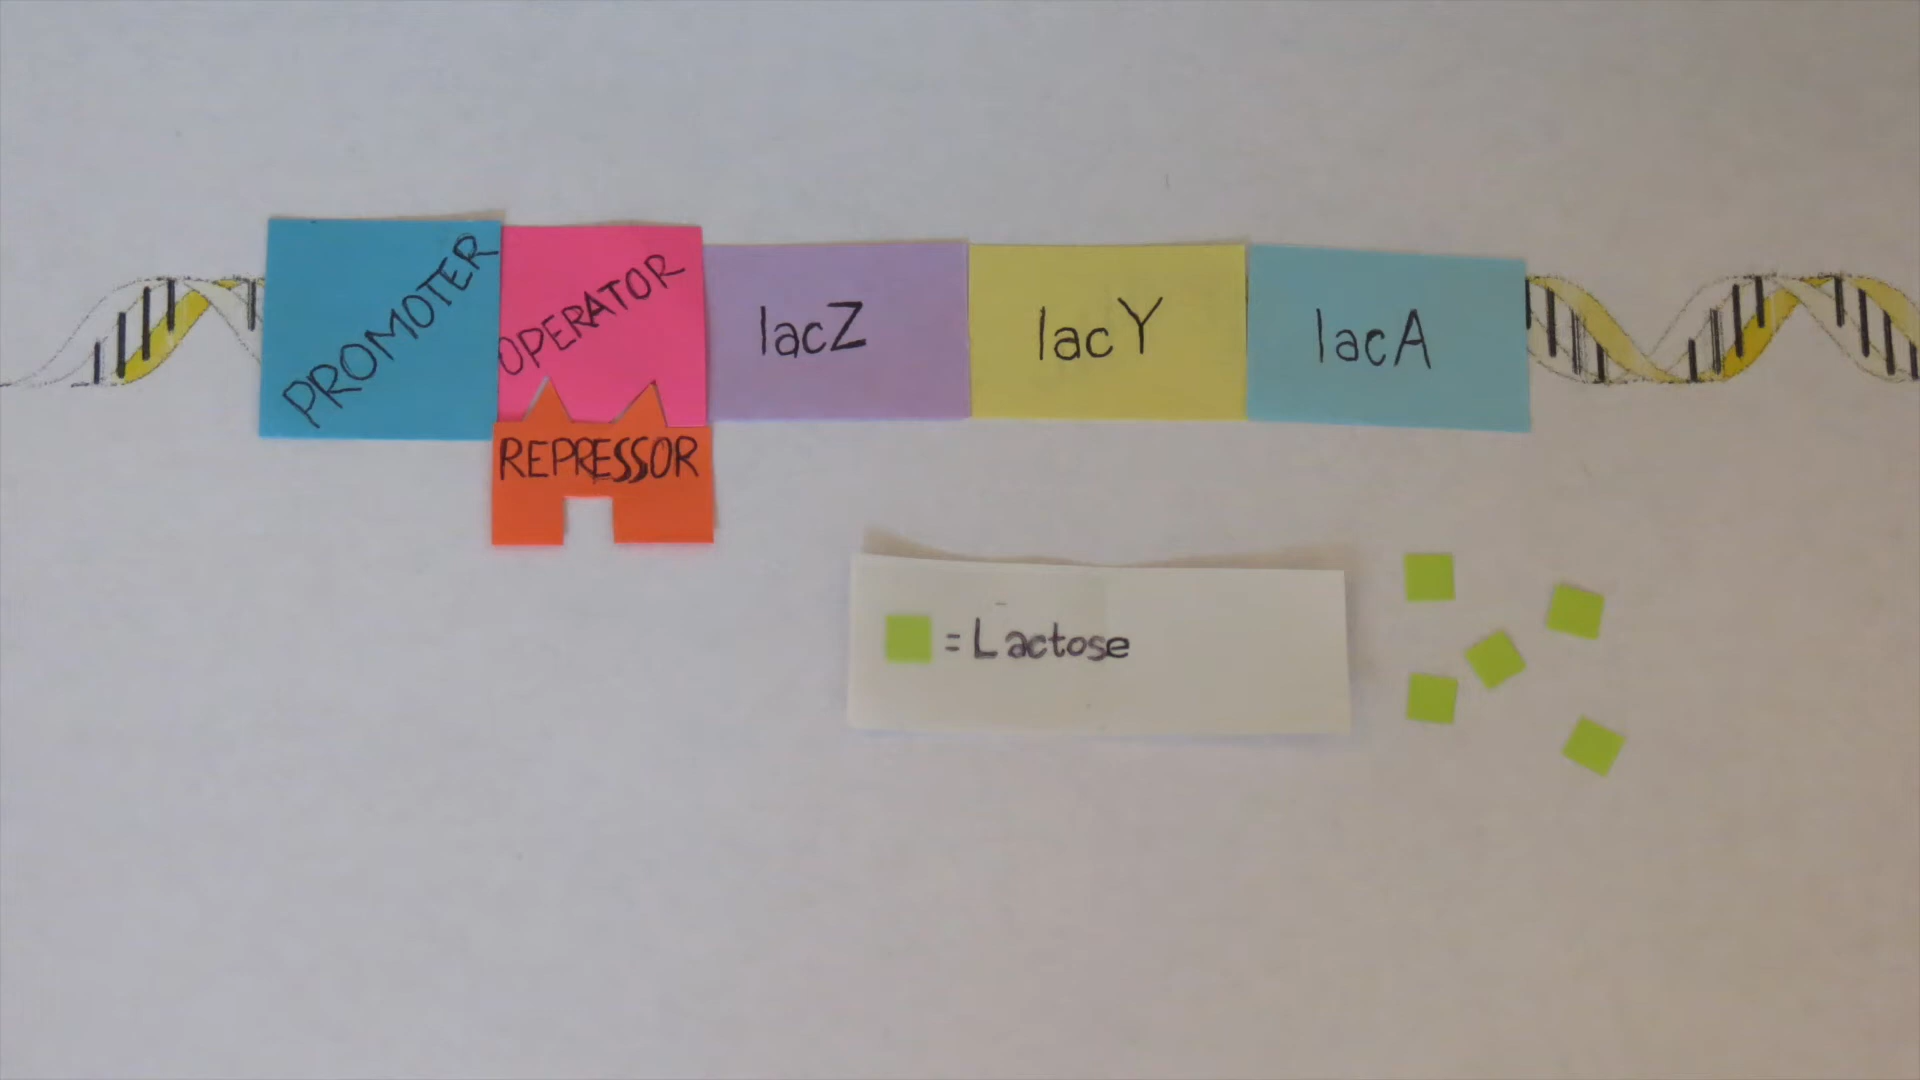 PROMOTER
OPERATOR
lacZ
lacY
lacA
REPRESSOR
= Lactose